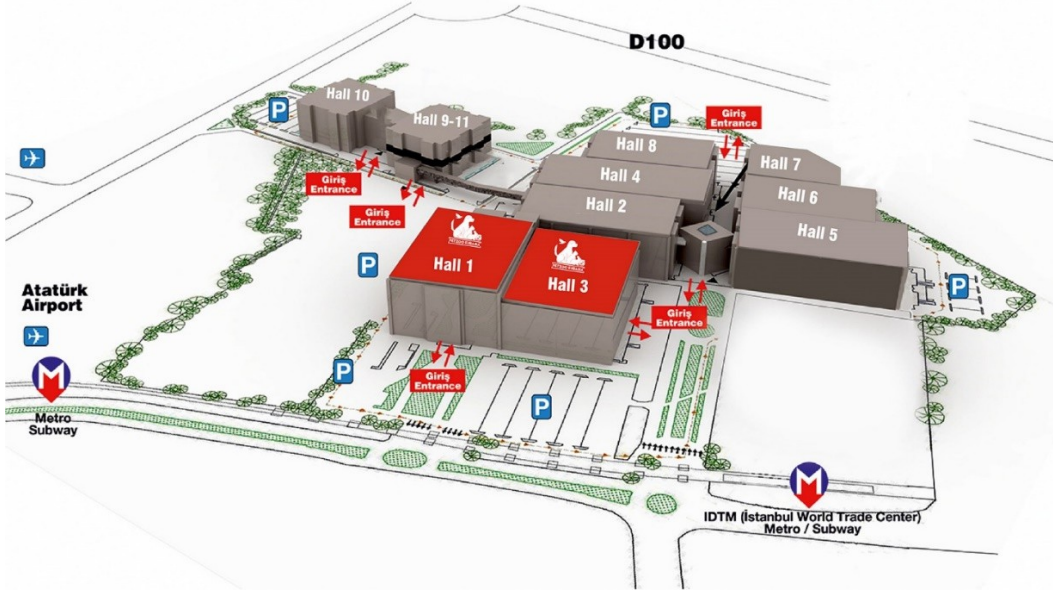 D100
P
Hall 10
Hall 9-11
P
Giriş
Entrance
Hall 8
Hall 7
Giriş
Entrance
Hall 4
Hall 6
Giriş
Entrance
Hall 2
Hall 5
Hall 1
P
Hall 3
P
Atatürk
Airport
Giriş
Entrance
M
Metro
Subway
P
Giriş
Entrance
P
M
IDTM (İstanbul World Trade Center)
Metro / Subway